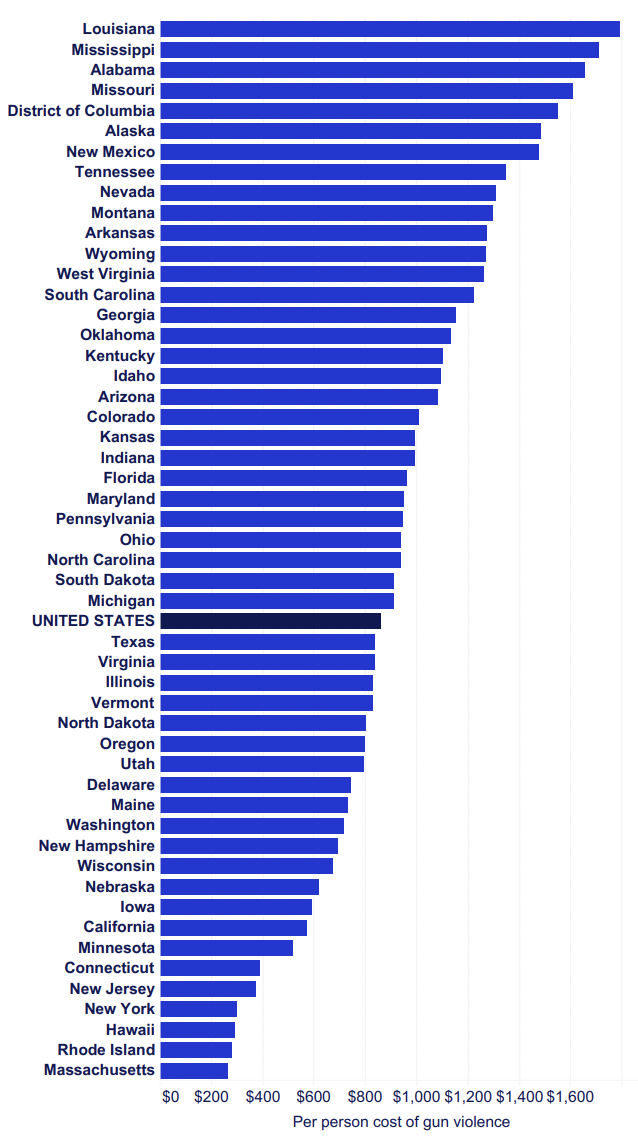 Louisiana
Mississippi
Alabama
Missouri
District of Columbia
Alaska
New Mexico
Tennessee
Nevada
Montana
Arkansas
Wyoming
West Virginia
South Carolina
Georgia
Oklahoma
Kentucky
Idaho
Arizona
Colorado
Kansas
Indiana
Florida
Maryland
Pennsylvania
Ohio
North Carolina
South Dakota
Michigan
UNITED STATES
Texas
Virginia
Illinois
Vermont
North Dakota
Oregon
Utah
Delaware
Maine
Washington
New Hampshire
Wisconsin
Nebraska
Iowa
California
Minnesota
Connecticut
New Jersey
New York
Hawaii
Rhode Island
Massachusetts
$0 $200 $400 $600 $800 $1,000 $1,200 $1,400 $1,600
Per person cost of gun violence